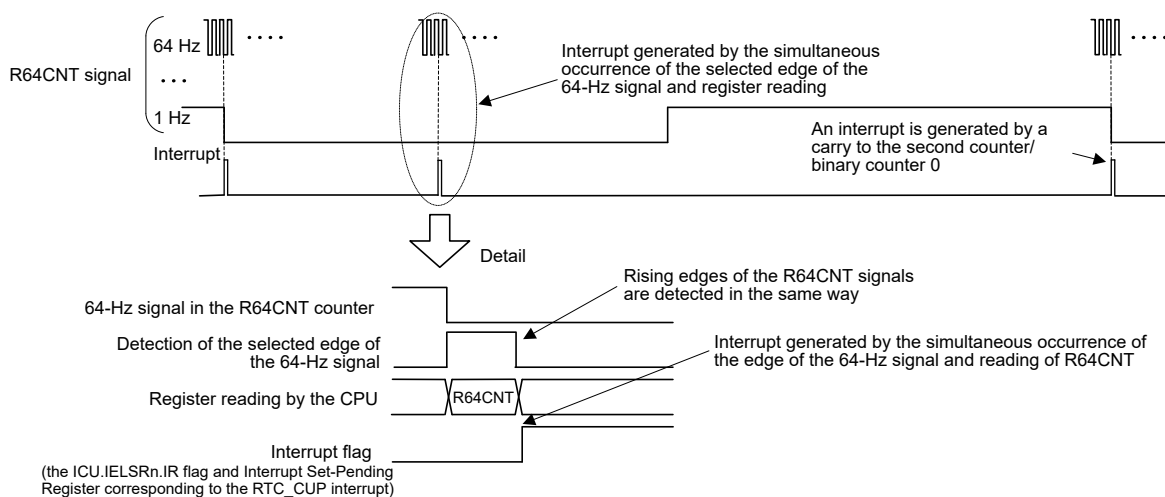 64 Hz
R64CNT signal
1 Hz
Interrupt
Interrupt generated by the simultaneous
occurrence of the selected edge of the
64-Hz signal and register reading
An interrupt is generated by a
carry to the second counter/
binary counter 0
Detail
Rising edges of the R64CNT signals
are detected in the same way
64-Hz signal in the R64CNT counter
Detection of the selected edge of
the 64-Hz signal
Interrupt generated by the simultaneous occurrence of
the edge of the 64-Hz signal and reading of R64CNT
Register reading by the CPU
R64CNT
Interrupt flag
(the ICU.IELSRn.IR flag and Interrupt Set-Pending
Register corresponding to the RTC_CUP interrupt)